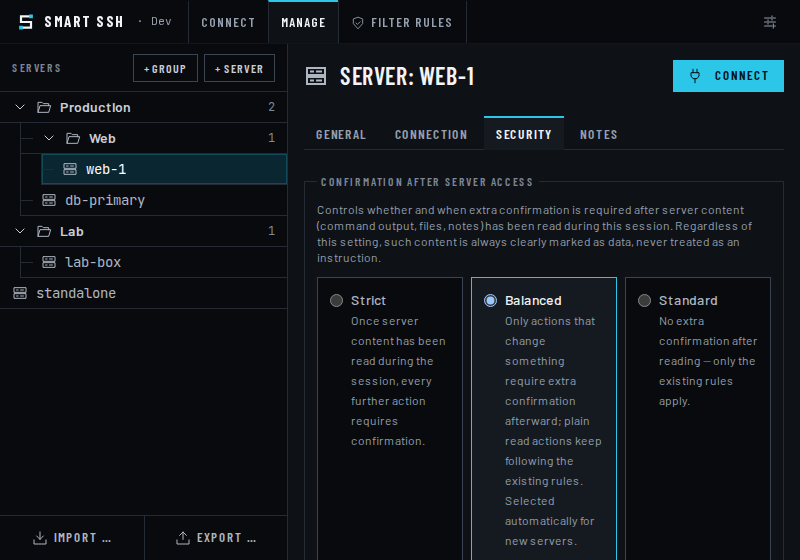 SMART SSH · Dev CONNECT MANAGE FILTER RULES
SERVERS +GROUP +SERVER
Production 2
Web 1
web-1
db-primary
Lab 1
lab-box
standalone
IMPORT … EXPORT …
SERVER: WEB-1 CONNECT
GENERAL CONNECTION SECURITY NOTES
CONFIRMATION AFTER SERVER ACCESS
Controls whether and when extra confirmation is required after server content
(command output, files, notes) has been read during this session. Regardless of
this setting, such content is always clearly marked as data, never treated as an
instruction.
Strict
Once server
content has been
read during the
session, every
further action
requires
confirmation.
Balanced
Only actions that
change
something
require extra
confirmation
afterward; plain
read actions keep
following the
existing rules.
Selected
automatically for
new servers.
Standard
No extra
confirmation after
reading — only the
existing rules
apply.